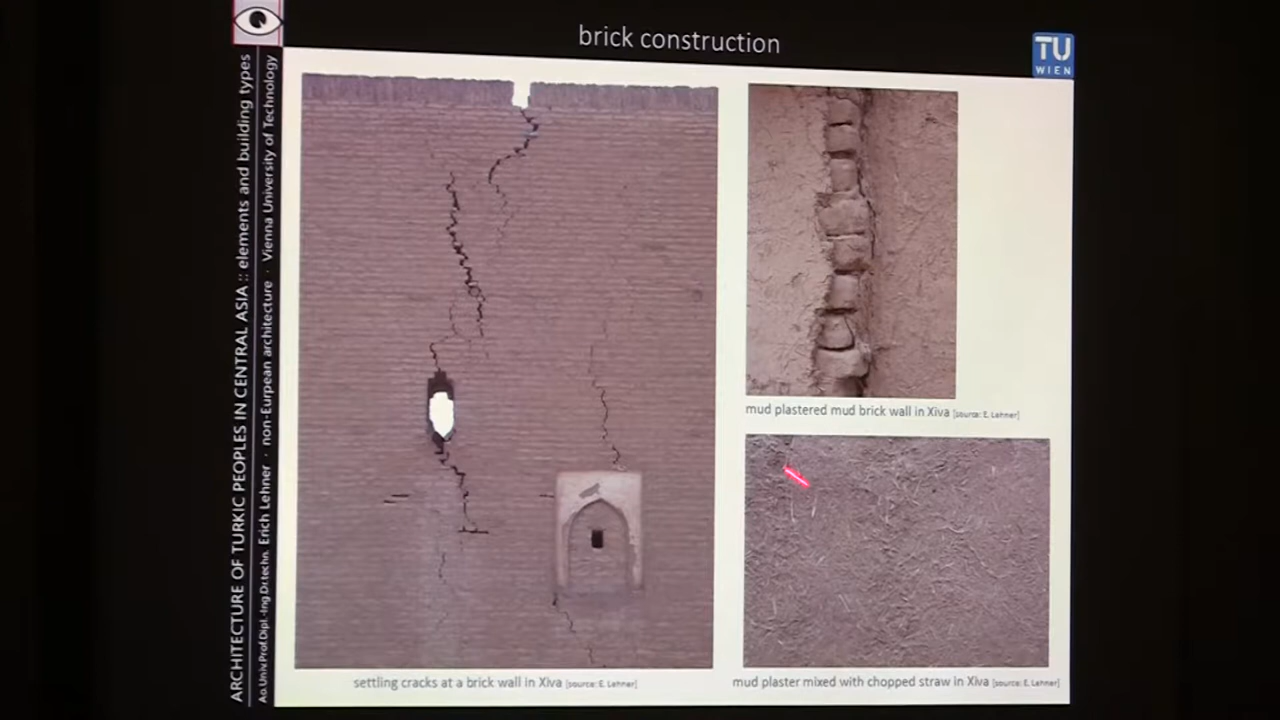 brick construction
TU
WIEN
ARCHITECTURE OF TURKIC PEOPLES IN CENTRAL ASIA :: elements and building types
Ao.Univ.Prof.Dipl.-Ing Dr.techn. Erich Lehner · non-Eurpean architecture · Vienna University of Technology
mud plastered mud brick wall in Xiva [source: E. Lehner]
settling cracks at a brick wall in Xiva [source: E. Lehner]
mud plaster mixed with chopped straw in Xiva [source: E. Lehner]